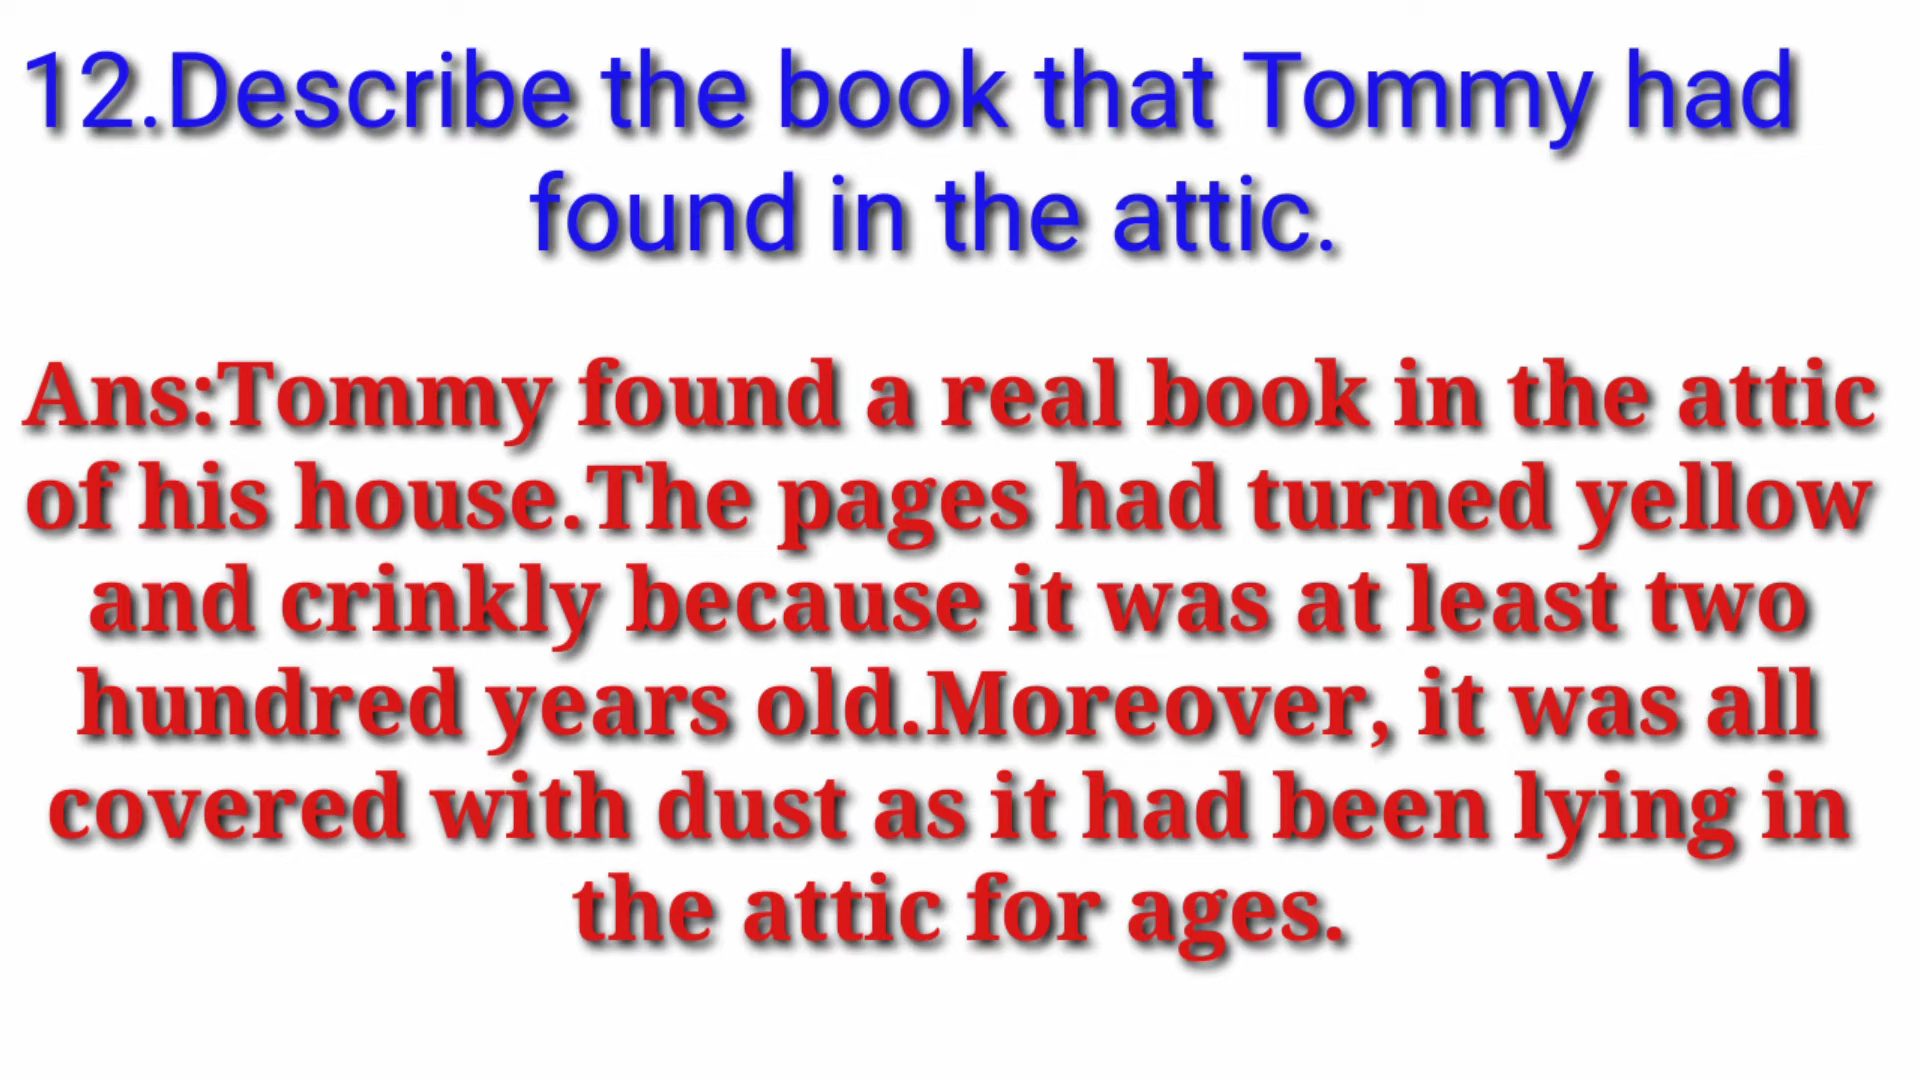 12.Describe the book that Tommy had
found in the attic.
Ans:Tommy found a real book in the attic
of his house.The pages had turned yellow
and crinkly because it was at least two
hundred years old.Moreover, it was all
covered with dust as it had been lying in
the attic for ages.